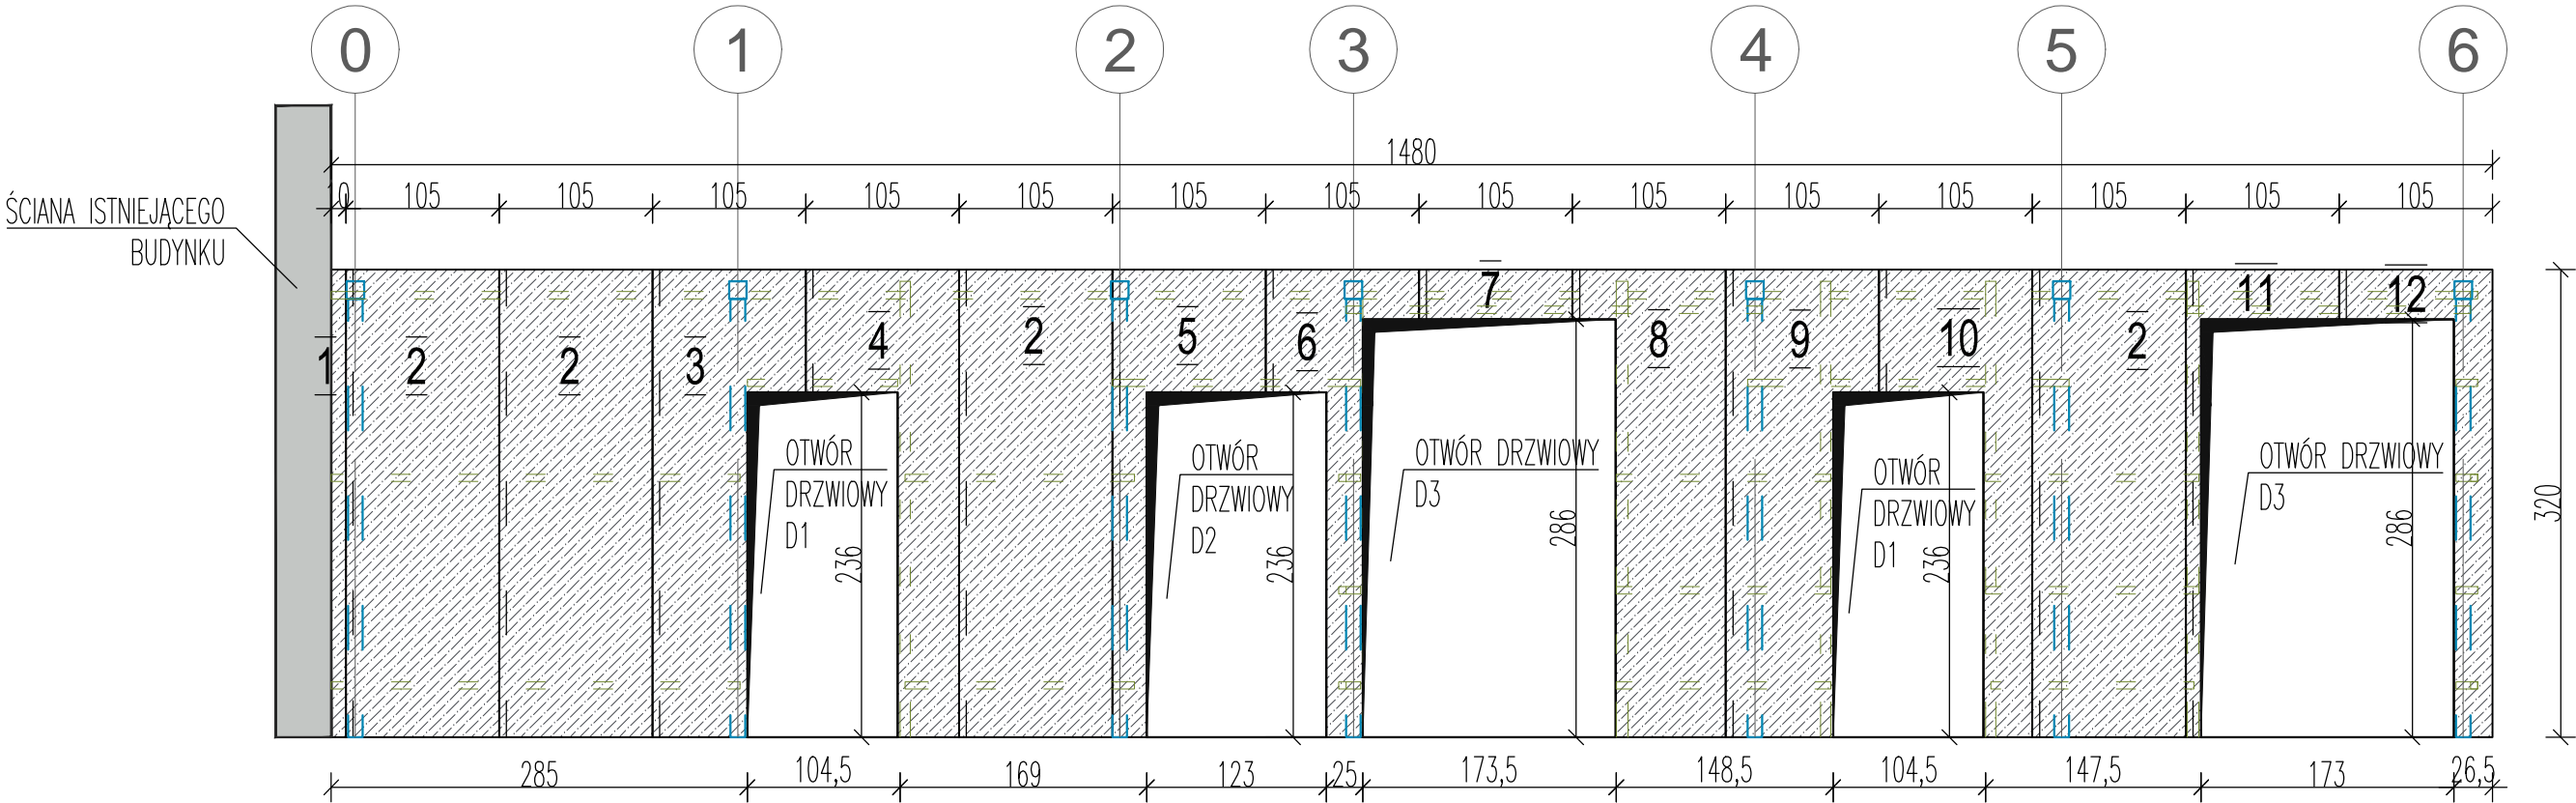 0 1 2 3 4 5 6
1480
10 105 105 105 105 105 105 105 105 105 105 105 105 105 105
ŚCIANA ISTNIEJĄCEGO
BUDYNKU
1 2 2 3 4 2 5 6 7 8 9 10 2 11 12
OTWÓR
DRZWIOWY
D1
236
OTWÓR
DRZWIOWY
D2
236
OTWÓR DRZWIOWY
D3
286
OTWÓR
DRZWIOWY
D1
236
OTWÓR DRZWIOWY
D3
286
320
285 104,5 169 123 25 173,5 148,5 104,5 147,5 173 26,5